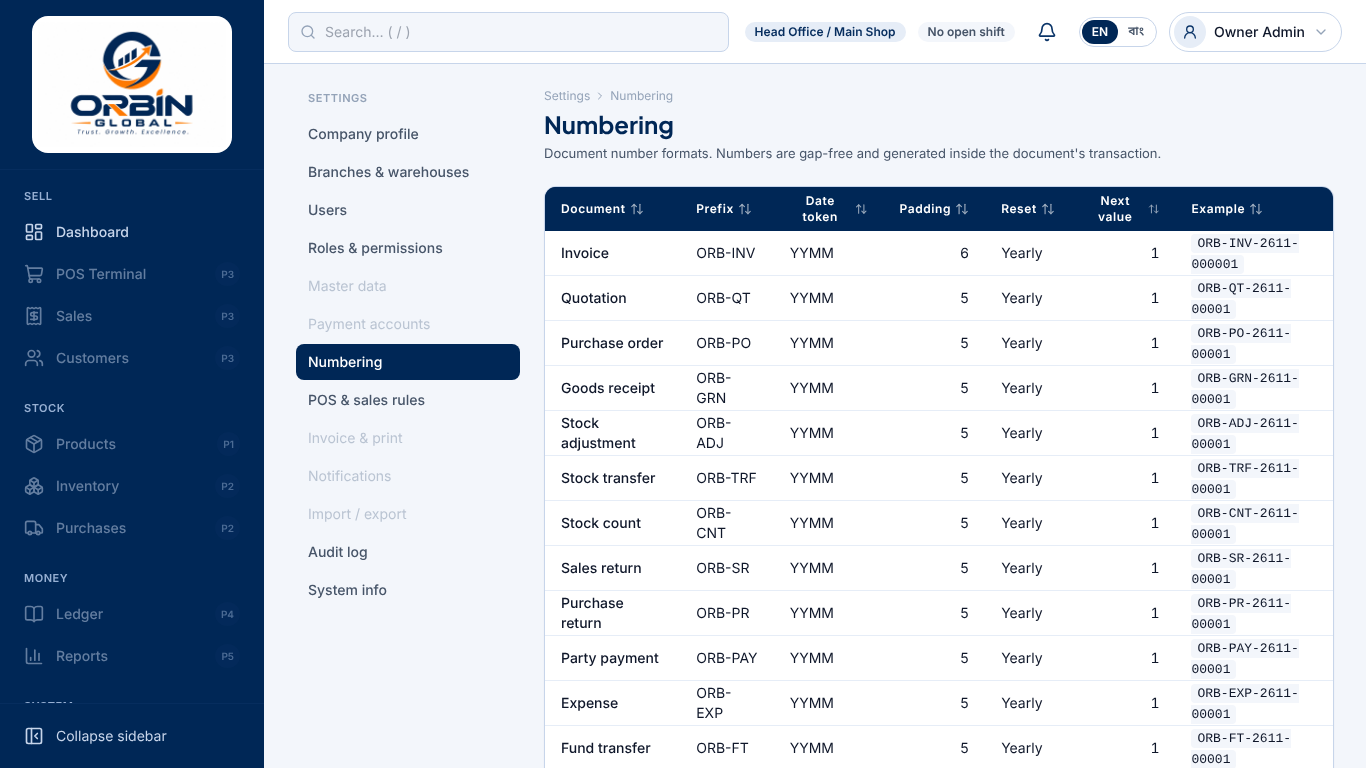 ORBIN
GLOBAL
Trust. Growth. Excellence.
SELL
Dashboard
POS Terminal P3
Sales P3
Customers P3
STOCK
Products P1
Inventory P2
Purchases P2
MONEY
Ledger P4
Reports P5
SYSTEM
Collapse sidebar
Search... ( / )
Head Office / Main Shop
No open shift
EN বাং
Owner Admin
SETTINGS
Company profile
Branches & warehouses
Users
Roles & permissions
Master data
Payment accounts
Numbering
POS & sales rules
Invoice & print
Notifications
Import / export
Audit log
System info
Settings > Numbering
Numbering
Document number formats. Numbers are gap-free and generated inside the document's transaction.
Document Prefix Date token Padding Reset Next value Example
Invoice ORB-INV YYMM 6 Yearly 1 ORB-INV-2611-000001
Quotation ORB-QT YYMM 5 Yearly 1 ORB-QT-2611-00001
Purchase order ORB-PO YYMM 5 Yearly 1 ORB-PO-2611-00001
Goods receipt ORB-GRN YYMM 5 Yearly 1 ORB-GRN-2611-00001
Stock adjustment ORB-ADJ YYMM 5 Yearly 1 ORB-ADJ-2611-00001
Stock transfer ORB-TRF YYMM 5 Yearly 1 ORB-TRF-2611-00001
Stock count ORB-CNT YYMM 5 Yearly 1 ORB-CNT-2611-00001
Sales return ORB-SR YYMM 5 Yearly 1 ORB-SR-2611-00001
Purchase return ORB-PR YYMM 5 Yearly 1 ORB-PR-2611-00001
Party payment ORB-PAY YYMM 5 Yearly 1 ORB-PAY-2611-00001
Expense ORB-EXP YYMM 5 Yearly 1 ORB-EXP-2611-00001
Fund transfer ORB-FT YYMM 5 Yearly 1 ORB-FT-2611-00001